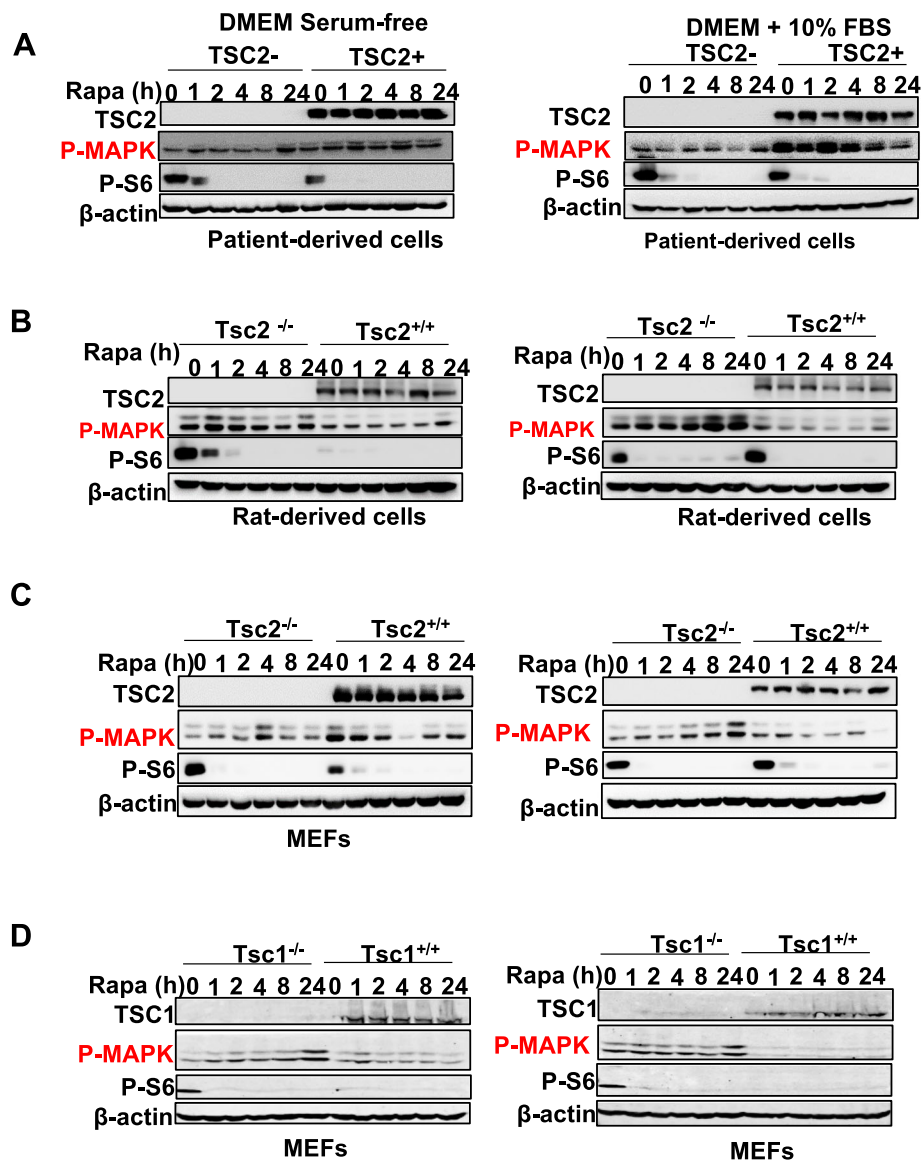 A
DMEM Serum-free
TSC2- TSC2+
Rapa (h) 0 1 2 4 8 24 0 1 2 4 8 24
TSC2
P-MAPK
P-S6
β-actin
Patient-derived cells
DMEM + 10% FBS
TSC2- TSC2+
Rapa (h) 0 1 2 4 8 24 0 1 2 4 8 24
TSC2
P-MAPK
P-S6
β-actin
Patient-derived cells
B
Tsc2 -/- Tsc2+/+
Rapa (h) 0 1 2 4 8 24 0 1 2 4 8 24
TSC2
P-MAPK
P-S6
β-actin
Rat-derived cells
Tsc2 -/- Tsc2+/+
Rapa (h) 0 1 2 4 8 24 0 1 2 4 8 24
TSC2
P-MAPK
P-S6
β-actin
Rat-derived cells
C
Tsc2-/- Tsc2+/+
Rapa (h) 0 1 2 4 8 24 0 1 2 4 8 24
TSC2
P-MAPK
P-S6
β-actin
MEFs
Tsc2-/- Tsc2+/+
Rapa (h) 0 1 2 4 8 24 0 1 2 4 8 24
TSC2
P-MAPK
P-S6
β-actin
D
Tsc1-/- Tsc1+/+
Rapa (h) 0 1 2 4 8 24 0 1 2 4 8 24
TSC1
P-MAPK
P-S6
β-actin
MEFs
Tsc1-/- Tsc1+/+
Rapa (h) 0 1 2 4 8 24 0 1 2 4 8 24
TSC1
P-MAPK
P-S6
β-actin
MEFs